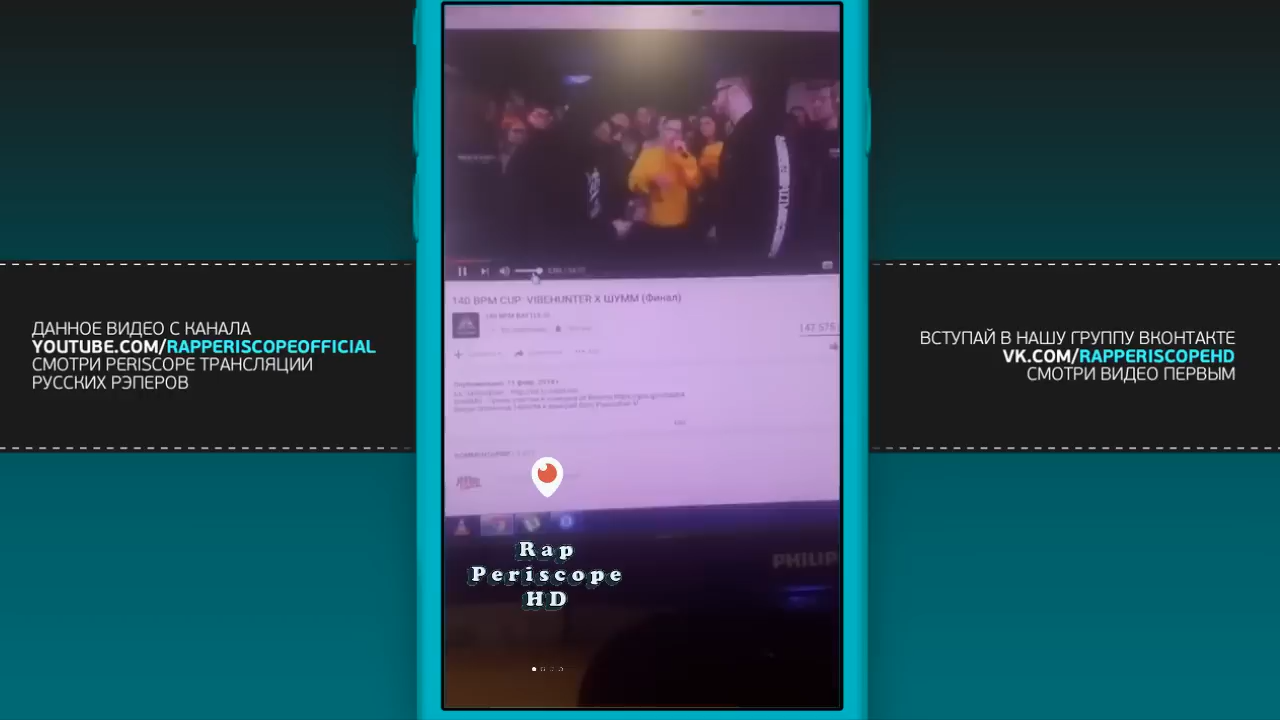 ДАННОЕ ВИДЕО С КАНАЛА
YOUTUBE.COM/RAPPERISCOPEOFFICIAL
СМОТРИ PERISCOPE ТРАНСЛЯЦИИ
РУССКИХ РЭПЕРОВ
140 BPM CUP: VIBEHUNTER X ШУММ (Финал)
140 BPM BATTLE
147 575
Rap
Periscope
HD
PHILIP
ВСТУПАЙ В НАШУ ГРУППУ ВКОНТАКТЕ
VK.COM/RAPPERISCOPEHD
СМОТРИ ВИДЕО ПЕРВЫМ